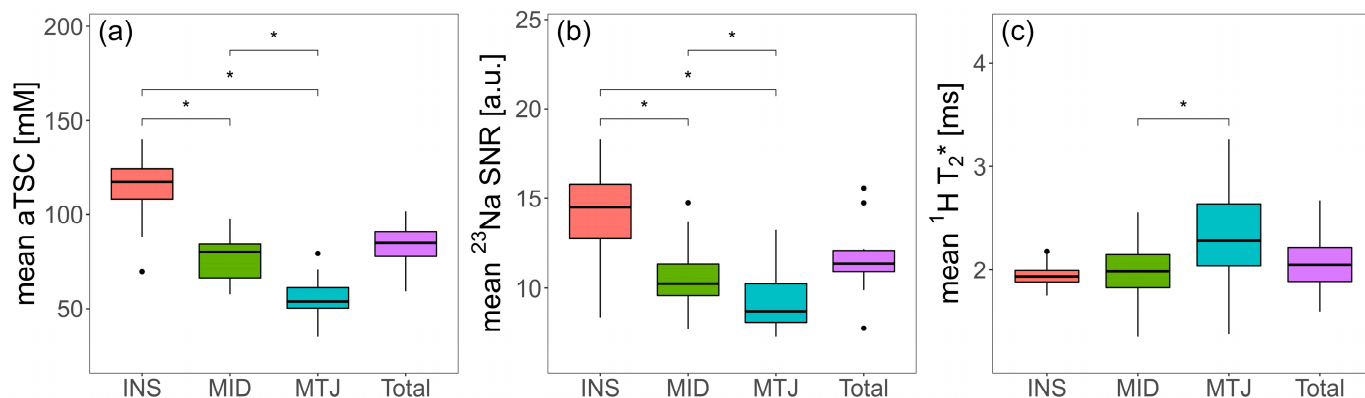 (a)
mean aTSC [mM]
200
150
100
50
*
*
*
INS MID MTJ Total
(b)
mean ²³Na SNR [a.u.]
25
20
15
10
*
*
*
INS MID MTJ Total
(c)
mean ¹H T₂* [ms]
4
3
2
*
INS MID MTJ Total